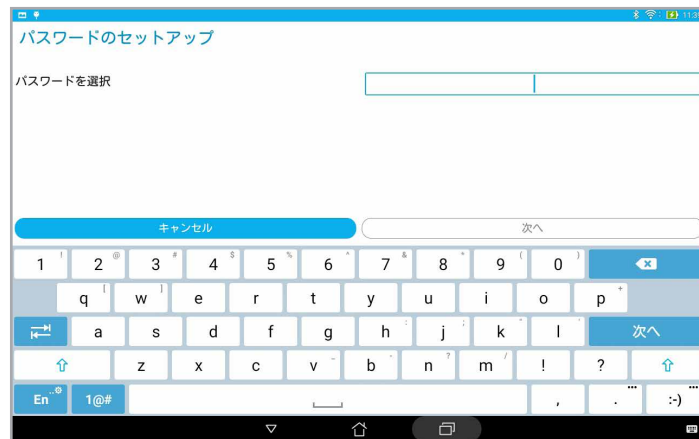 11:39
パスワードのセットアップ
パスワードを選択
キャンセル 次へ
1 ! 2 @ 3 # 4 $ 5 % 6 ^ 7 & 8 * 9 ( 0 )
q [ w ] e r t y u i o p +
a s d f g h : j ; k " l ' 次へ
z x c v b n ? m / ! ?
En 1@# , . :-)